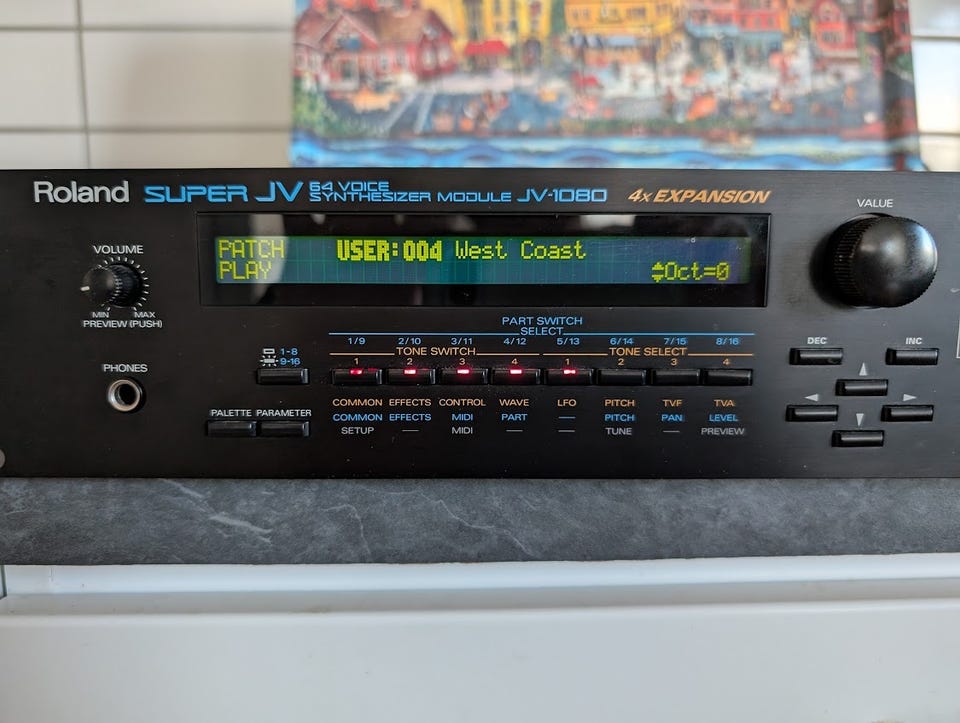 Roland SUPER JV 64 VOICE SYNTHESIZER MODULE JV-1080 4x EXPANSION
VALUE
VOLUME
MIN MAX
PREVIEW (PUSH)
PATCH USER:004 West Coast
PLAY Oct=0
PART SWITCH
SELECT
1/9 2/10 3/11 4/12 5/13 6/14 7/15 8/16
TONE SWITCH TONE SELECT
1-8
9-16
1 2 3 4 1 2 3 4
DEC INC
PHONES
PALETTE PARAMETER
COMMON EFFECTS CONTROL WAVE LFO PITCH TVF TVA
COMMON EFFECTS MIDI PART — PITCH PAN LEVEL
SETUP — MIDI — — TUNE — PREVIEW